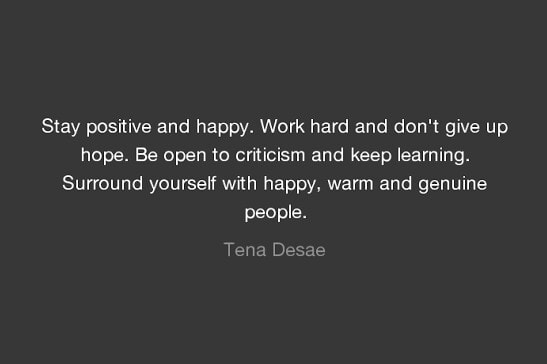 Stay positive and happy. Work hard and don't give up
hope. Be open to criticism and keep learning.
Surround yourself with happy, warm and genuine
people.
Tena Desae